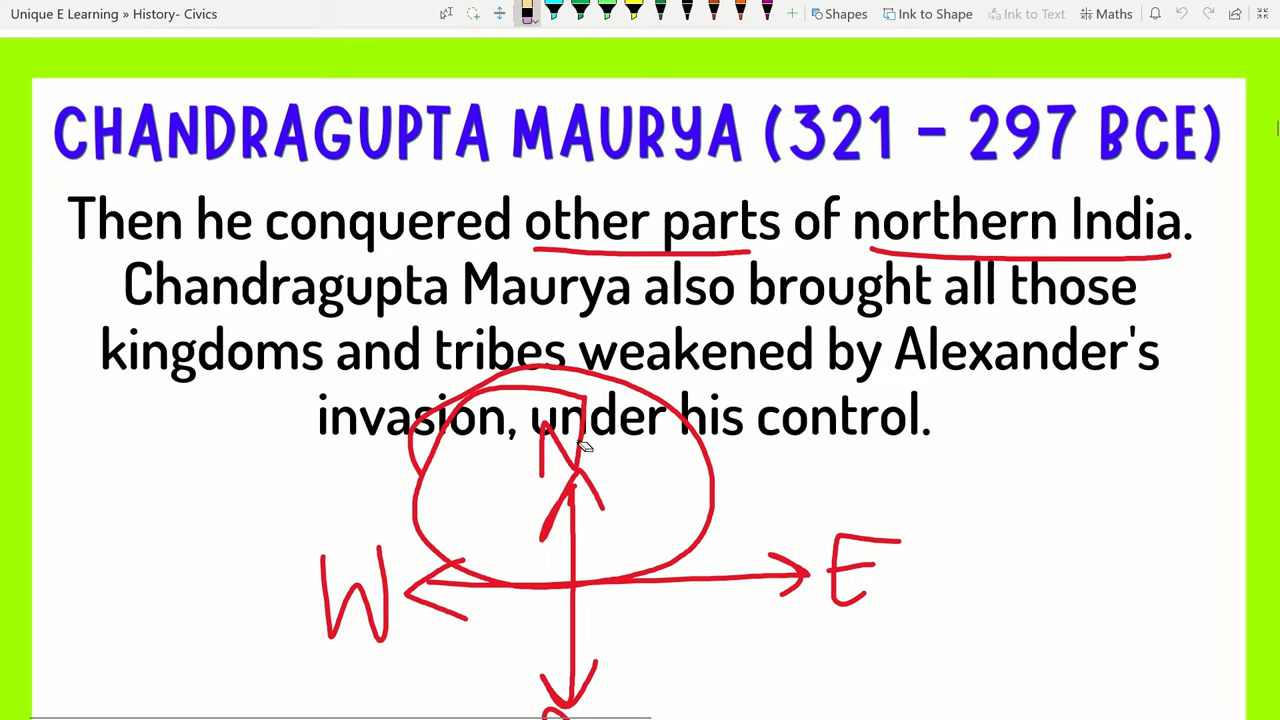 Unique E Learning » History- Civics
Shapes Ink to Shape Ink to Text Maths
CHANDRAGUPTA MAURYA (321 - 297 BCE)
Then he conquered other parts of northern India.
Chandragupta Maurya also brought all those
kingdoms and tribes weakened by Alexander's
invasion, under his control.
N
W E